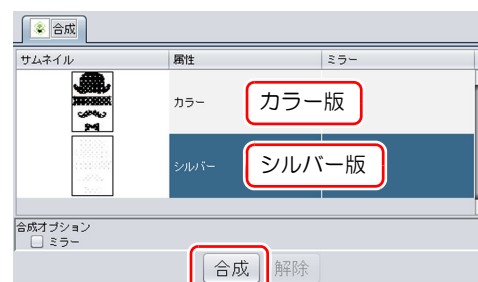 合成
サムネイル 属性 ミラー
カラー カラー版
シルバー シルバー版
合成オプション
ミラー
合成 解除